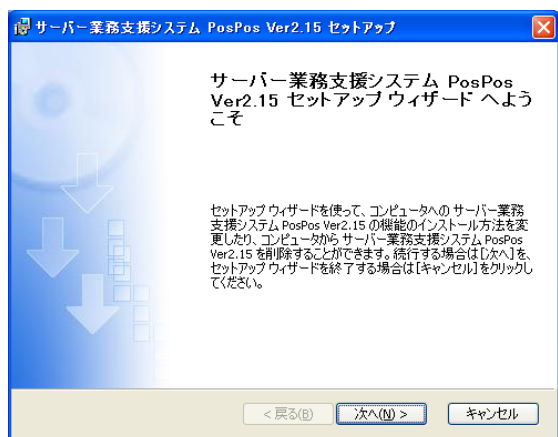 サーバー業務支援システム PosPos Ver2.15 セットアップ
サーバー業務支援システム PosPos
Ver2.15 セットアップ ウィザード へよう
こそ
セットアップ ウィザードを使って、コンピュータへの サーバー業務
支援システム PosPos Ver2.15 の機能のインストール方法を変
更したり、コンピュータから サーバー業務支援システム PosPos
Ver2.15 を削除することができます。続行する場合は[次へ]を、
セットアップ ウィザードを終了する場合は[キャンセル]をクリックし
てください。
< 戻る(B) 次へ(N) > キャンセル